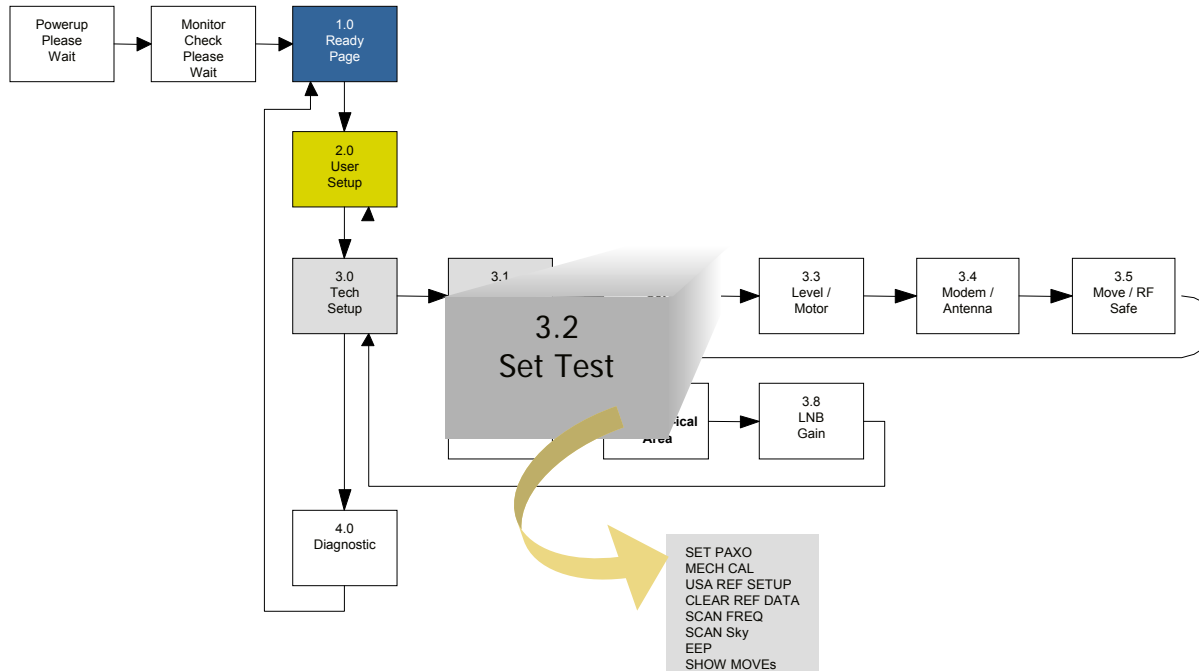 Powerup
Please
Wait
Monitor
Check
Please
Wait
1.0
Ready
Page
2.0
User
Setup
3.0
Tech
Setup
3.1
3.2
Set Test
3.3
Level /
Motor
3.4
Modem /
Antenna
3.5
Move / RF
Safe
Area
3.8
LNB
Gain
4.0
Diagnostic
SET PAXO
MECH CAL
USA REF SETUP
CLEAR REF DATA
SCAN FREQ
SCAN Sky
EEP
SHOW MOVEs